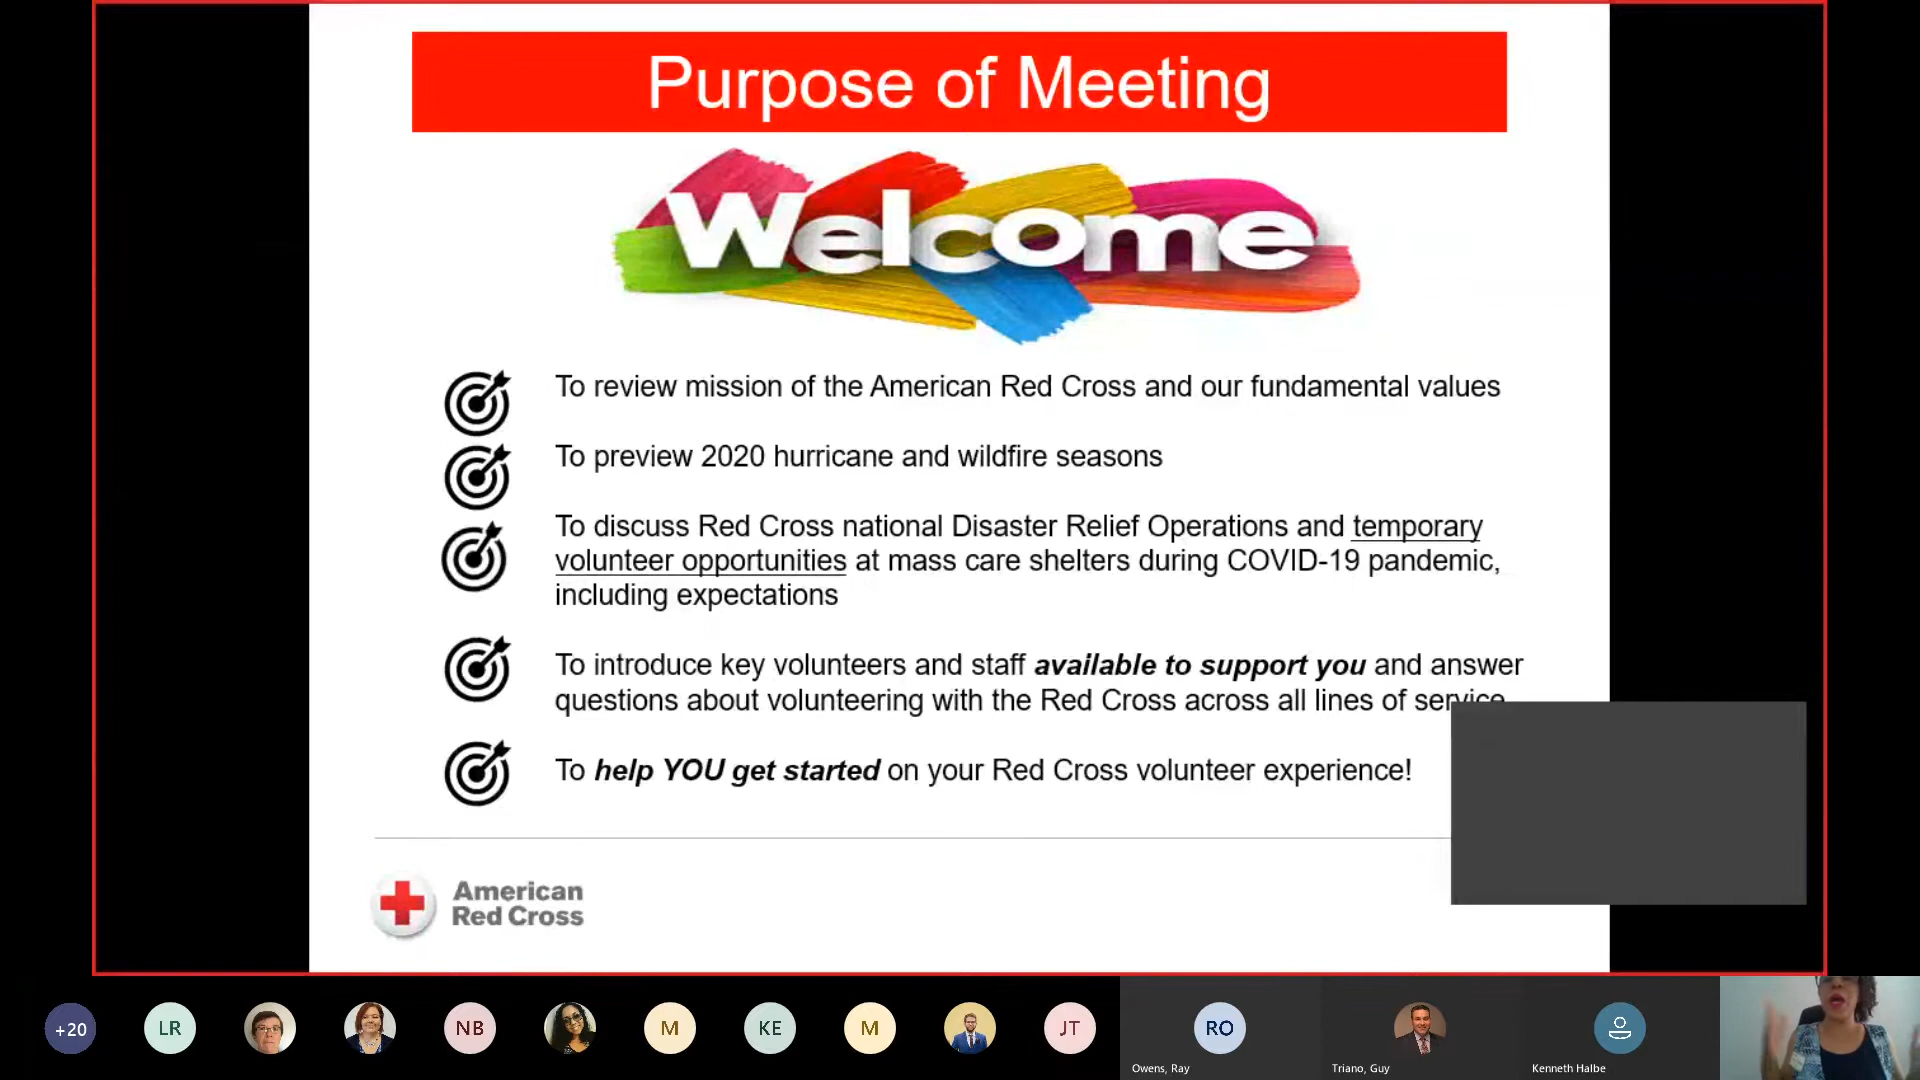 Purpose of Meeting
Welcome
To review mission of the American Red Cross and our fundamental values
To preview 2020 hurricane and wildfire seasons
To discuss Red Cross national Disaster Relief Operations and temporary
volunteer opportunities at mass care shelters during COVID-19 pandemic,
including expectations
To introduce key volunteers and staff available to support you and answer
questions about volunteering with the Red Cross across all lines of service
To help YOU get started on your Red Cross volunteer experience!
American
Red Cross
+20
LR
NB
M
KE
M
JT
RO
Owens, Ray
Triano, Guy
Kenneth Halbe